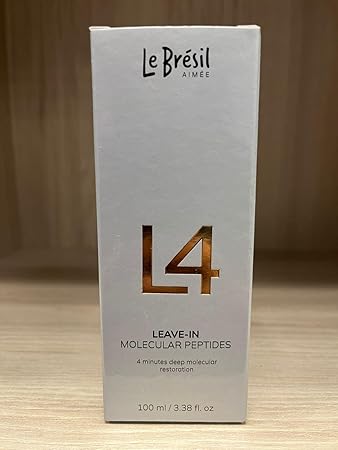 Le Brésil
AIMÉE
L4
LEAVE-IN
MOLECULAR PEPTIDES
4 minutes deep molecular
restoration
100 ml / 3.38 fl. oz